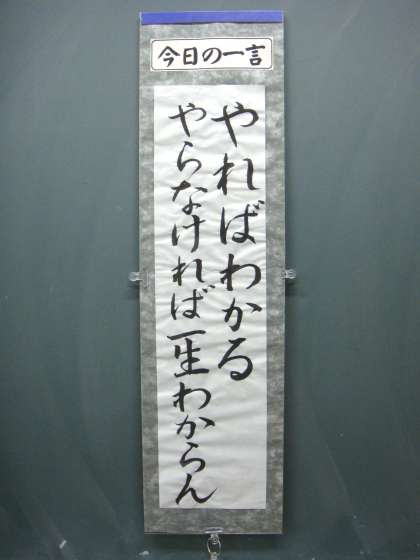 今日の一言
やればわかる
やらなければ一生わからん